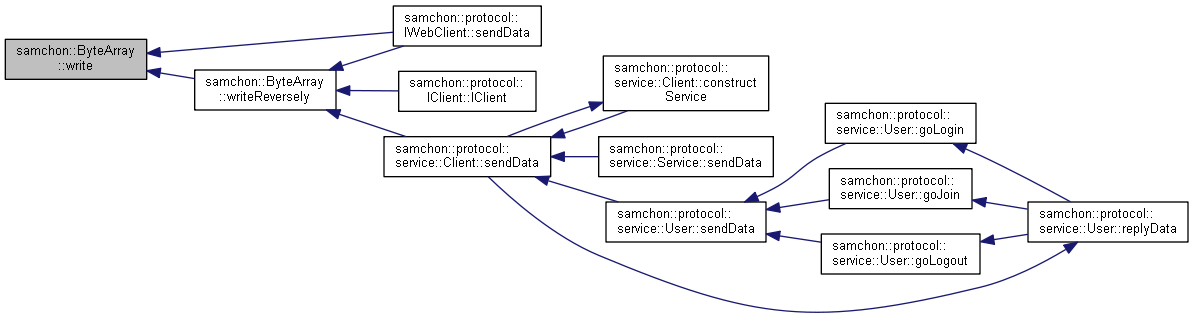 samchon::ByteArray
::write
samchon::protocol::
IWebClient::sendData
samchon::ByteArray
::writeReversely
samchon::protocol::
IClient::IClient
samchon::protocol::
service::Client::sendData
samchon::protocol::
service::Client::construct
Service
samchon::protocol::
service::Service::sendData
samchon::protocol::
service::User::sendData
samchon::protocol::
service::User::goLogin
samchon::protocol::
service::User::goJoin
samchon::protocol::
service::User::goLogout
samchon::protocol::
service::User::replyData